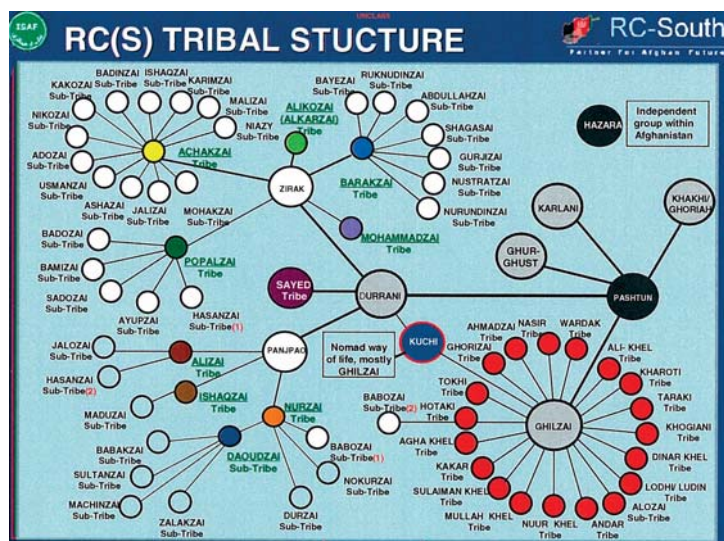 UNCLASS
ISAF
RC(S) TRIBAL STUCTURE
RC-South
Partner For Afghan Future
BADINZAI
Sub-Tribe
ISHAQZAI
Sub-Tribe
KARIMZAI
Sub-Tribe
KAKOZAI
Sub-Tribe
MALIZAI
Sub-Tribe
NIKOZAI
Sub-Tribe
NIAZY
Sub-Tribe
ADOZAI
Sub-Tribe
ACHAKZAI
Tribe
USMANZAI
Sub-Tribe
ASHAZAI
Sub-Tribe
JALIZAI
Sub-Tribe
MOHAKZAI
Sub-Tribe
ALIKOZAI
(ALKARZAI)
Tribe
BAYEZAI
Sub-Tribe
RUKNUDINZAI
Sub-Tribe
ABDULLAHZAI
Sub-Tribe
SHAGASAI
Sub-Tribe
GURJIZAI
Sub-Tribe
NUSTRATZAI
Sub-Tribe
NURUNDINZAI
Sub-Tribe
BARAKZAI
Tribe
ZIRAK
MOHAMMADZAI
Tribe
HAZARA
Independent
group within
Afghanistan
KARLANI
KHAKHI/
GHORIAH
GHUR-
GHUST
PASHTUN
BADOZAI
Sub-Tribe
BAMIZAI
Sub-Tribe
SADOZAI
Sub-Tribe
AYUPZAI
Sub-Tribe
HASANZAI
Sub-Tribe(1)
POPALZAI
Tribe
SAYED
Tribe
DURRANI
PANJPAO
Nomad way
of life, mostly
GHILZAI
KUCHI
JALOZAI
Sub-Tribe
HASANZAI
Sub-Tribe(2)
ALIZAI
Tribe
MADUZAI
Sub-Tribe
ISHAQZAI
Tribe
NURZAI
Tribe
BABAKZAI
Sub-Tribe
SULTANZAI
Sub-Tribe
MACHINZAI
Sub-Tribe
ZALAKZAI
Sub-Tribe
DAOUDZAI
Sub-Tribe
BABOZAI
Sub-Tribe(1)
NOKURZAI
Sub-Tribe
DURZAI
Sub-Tribe
AHMADZAI
Tribe
NASIR
Tribe
WARDAK
Tribe
GHORIZAI
Tribe
ALI- KHEL
Tribe
KHAROTI
Tribe
TOKHI
Tribe
TARAKI
Tribe
BABOZAI
Sub-Tribe(2)
HOTAKI
Tribe
GHILZAI
KHOGIANI
Tribe
AGHA KHEL
Tribe
DINAR KHEL
Tribe
KAKAR
Tribe
LODHI/ LUDIN
Tribe
SULAIMAN KHEL
Tribe
ALOZAI
Sub-Tribe
MULLAH KHEL
Tribe
NUUR KHEL
Tribe
ANDAR
Tribe